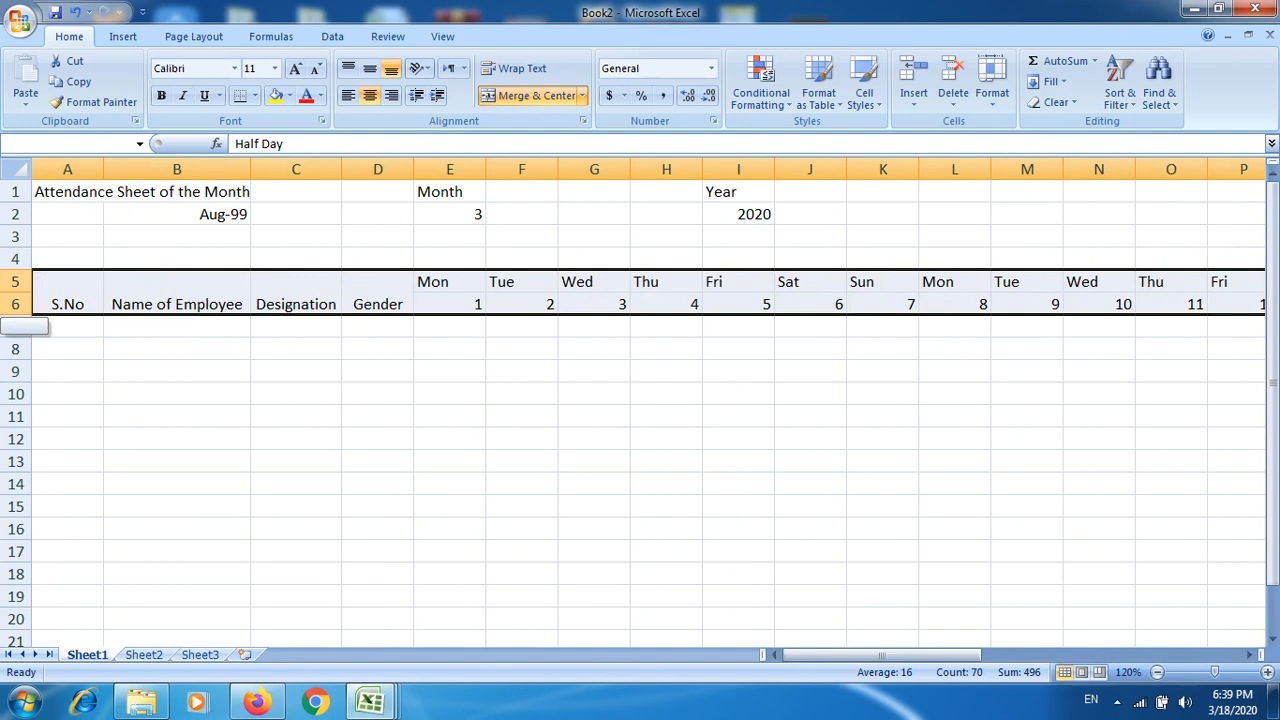 Book2 - Microsoft Excel
Home Insert Page Layout Formulas Data Review View
Paste
Cut
Copy
Format Painter
Clipboard
Calibri 11
B I U A
Font
Wrap Text
Merge & Center
Alignment
General
$ % ,
Number
Conditional Formatting
Format as Table
Cell Styles
Styles
Insert
Delete
Format
Cells
AutoSum
Fill
Clear
Sort & Filter
Find & Select
Editing
fx Half Day
A B C D E F G H I J K L M N O P
1 Attendance Sheet of the Month Month Year
2 Aug-99 3 2020
3
4
5 Mon Tue Wed Thu Fri Sat Sun Mon Tue Wed Thu Fri
6 S.No Name of Employee Designation Gender 1 2 3 4 5 6 7 8 9 10 11 1
8
9
10
11
12
13
14
15
16
17
18
19
20
21
Sheet1 Sheet2 Sheet3
Ready Average: 16 Count: 70 Sum: 496 120%
EN 6:39 PM
3/18/2020